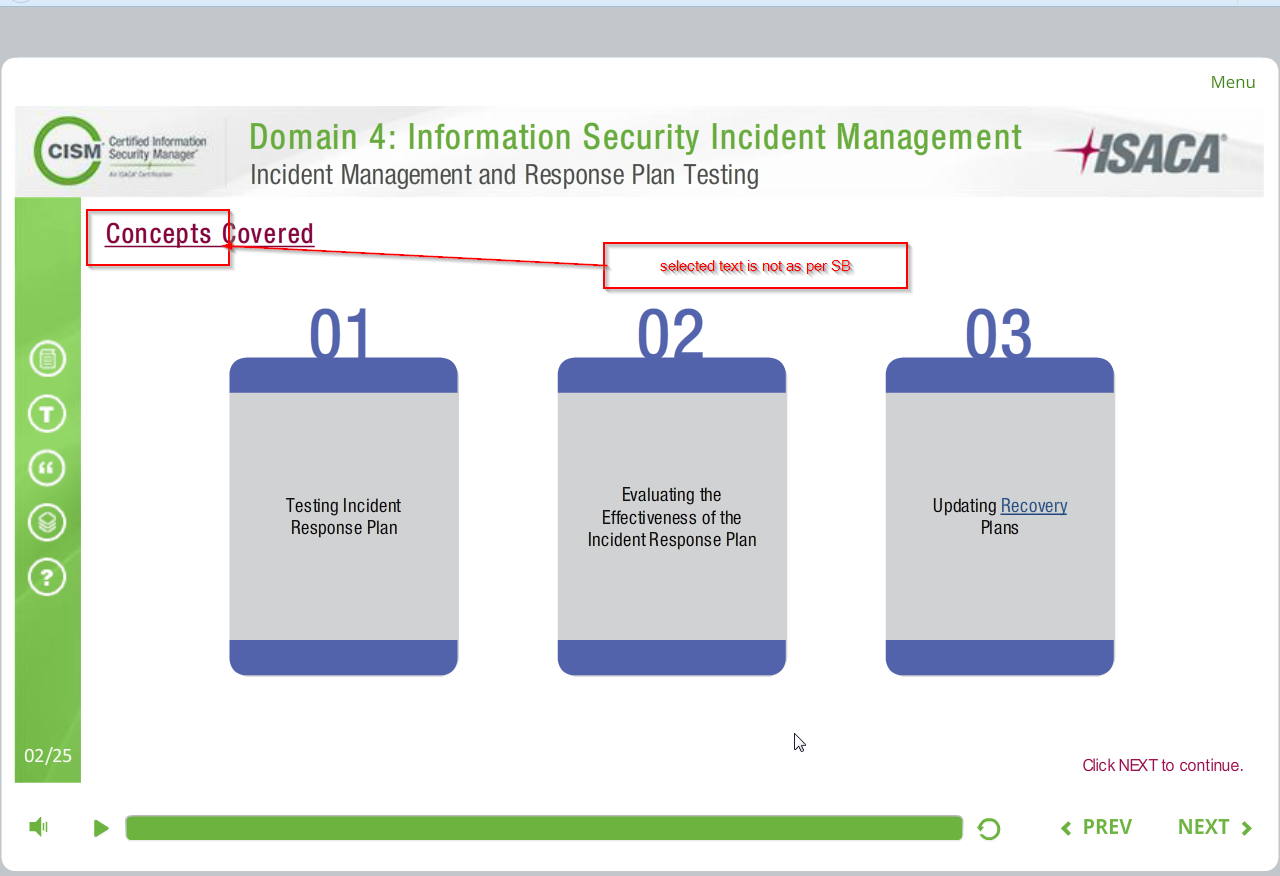 Menu
CISM
Certified Information
Security Manager®
An ISACA® Certification
Domain 4: Information Security Incident Management
Incident Management and Response Plan Testing
ISACA®
Concepts Covered
selected text is not as per SB
01
02
03
Testing Incident
Response Plan
Evaluating the
Effectiveness of the
Incident Response Plan
Updating Recovery
Plans
T
“
?
02/25
Click NEXT to continue.
PREV
NEXT